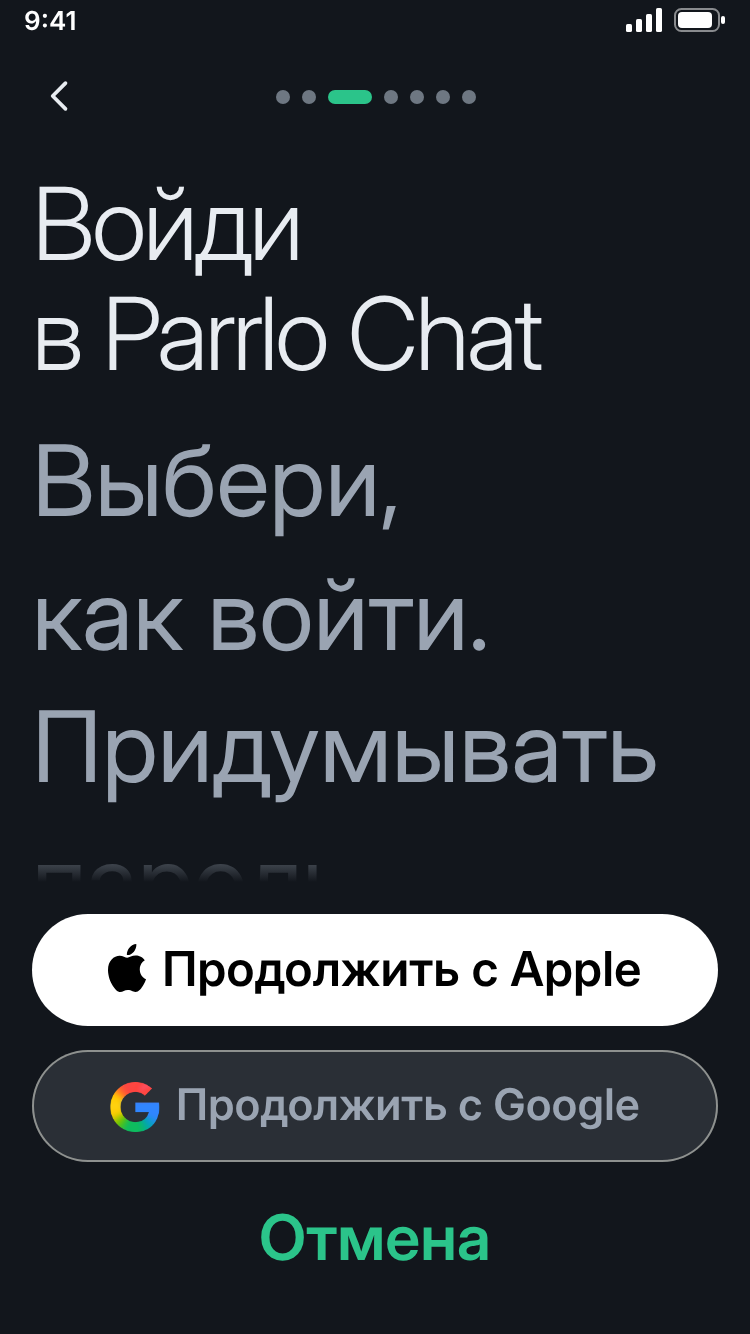 9:41
Войди
в Parrlo Chat
Выбери,
как войти.
Придумывать
Продолжить с Apple
Продолжить с Google
Отмена